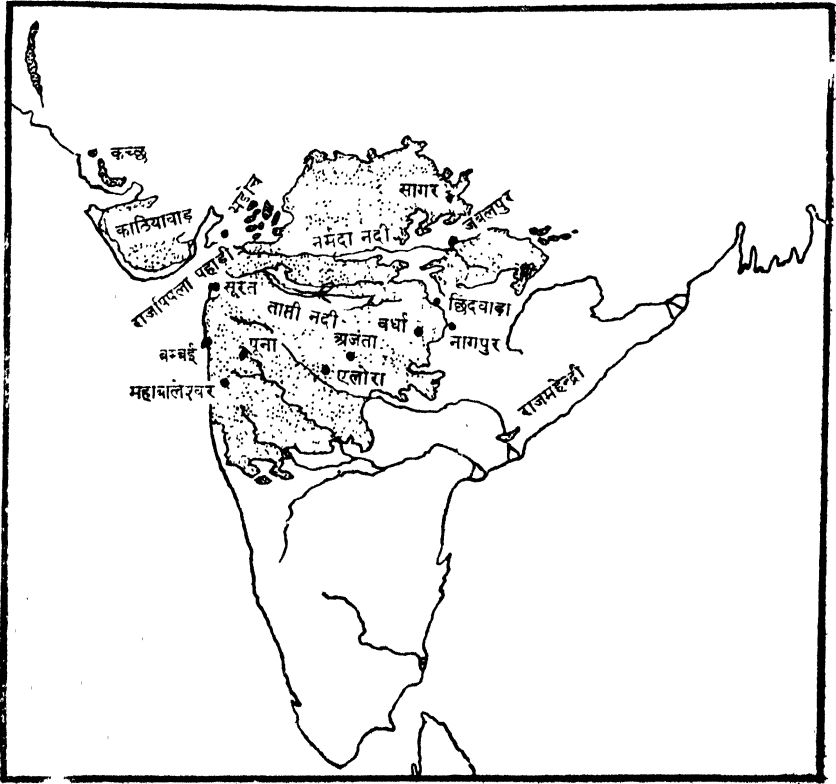 कच्छ
सागर
जबलपुर
काठियावाड़
नर्मदा नदी
राजपिपला पहाड़ी
सूरत
छिंदवाड़ा
ताप्ती नदी
वर्धा
अजंता
नागपुर
पूना
बम्बई
एलोरा
महाबालेश्वर
राजमहेन्द्री